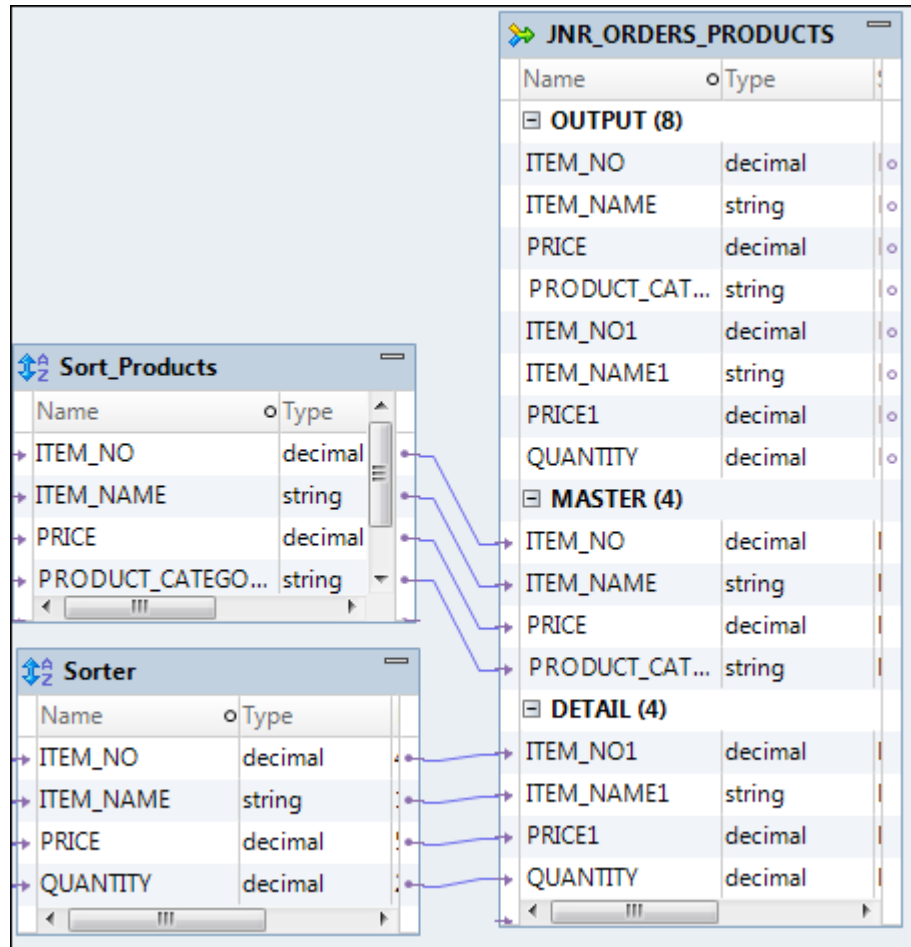 JNR_ORDERS_PRODUCTS
Name Type
OUTPUT (8)
ITEM_NO decimal
ITEM_NAME string
PRICE decimal
PRODUCT_CAT... string
ITEM_NO1 decimal
ITEM_NAME1 string
PRICE1 decimal
QUANTITY decimal
MASTER (4)
ITEM_NO decimal
ITEM_NAME string
PRICE decimal
PRODUCT_CAT... string
DETAIL (4)
ITEM_NO1 decimal
ITEM_NAME1 string
PRICE1 decimal
QUANTITY decimal
Sort_Products
Name Type
ITEM_NO decimal
ITEM_NAME string
PRICE decimal
PRODUCT_CATEGO... string
Sorter
Name Type
ITEM_NO decimal
ITEM_NAME string
PRICE decimal
QUANTITY decimal